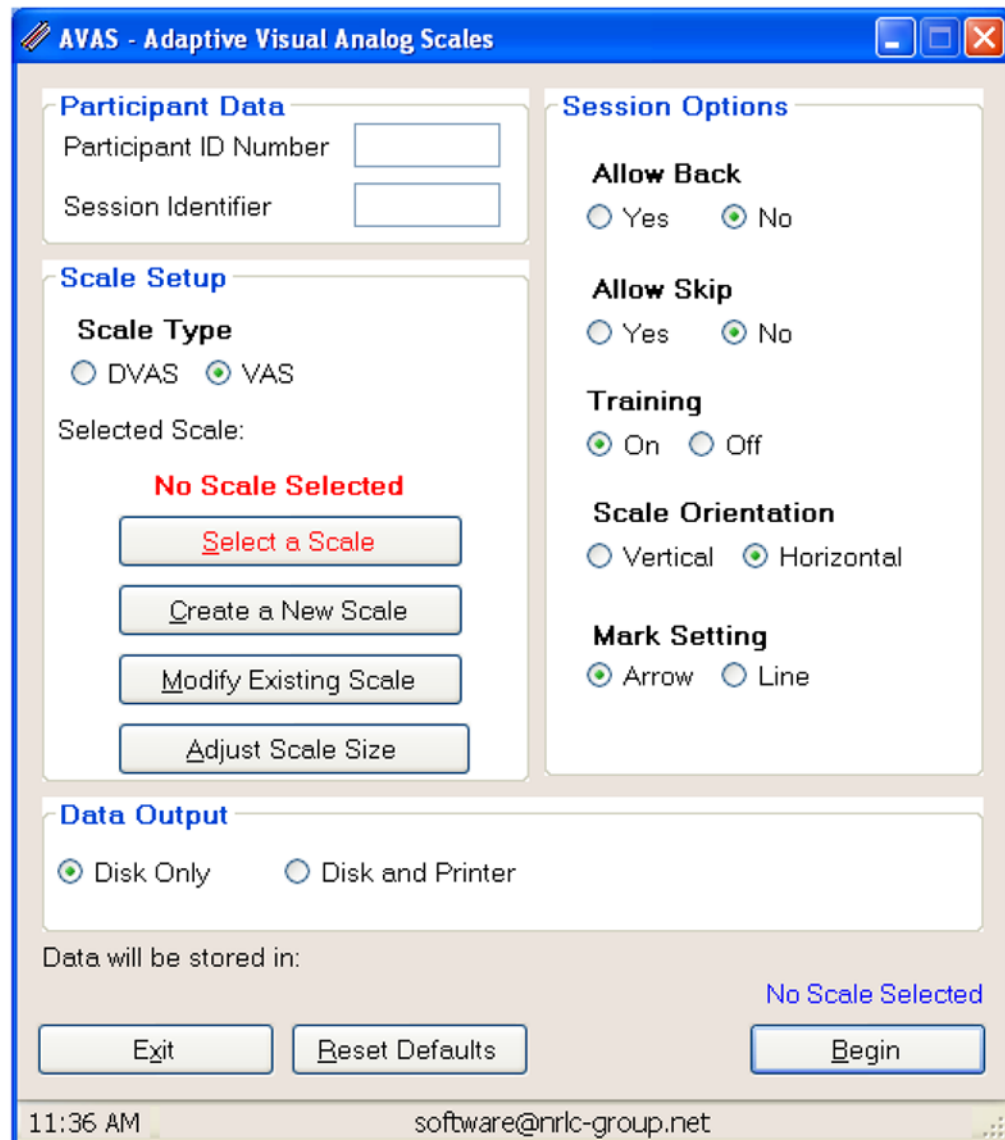 AVAS - Adaptive Visual Analog Scales
Participant Data
Participant ID Number
Session Identifier
Scale Setup
Scale Type
DVAS VAS
Selected Scale:
No Scale Selected
Select a Scale
Create a New Scale
Modify Existing Scale
Adjust Scale Size
Session Options
Allow Back
Yes No
Allow Skip
Yes No
Training
On Off
Scale Orientation
Vertical Horizontal
Mark Setting
Arrow Line
Data Output
Disk Only Disk and Printer
Data will be stored in:
No Scale Selected
Exit Reset Defaults Begin
11:36 AM software@nrlc-group.net